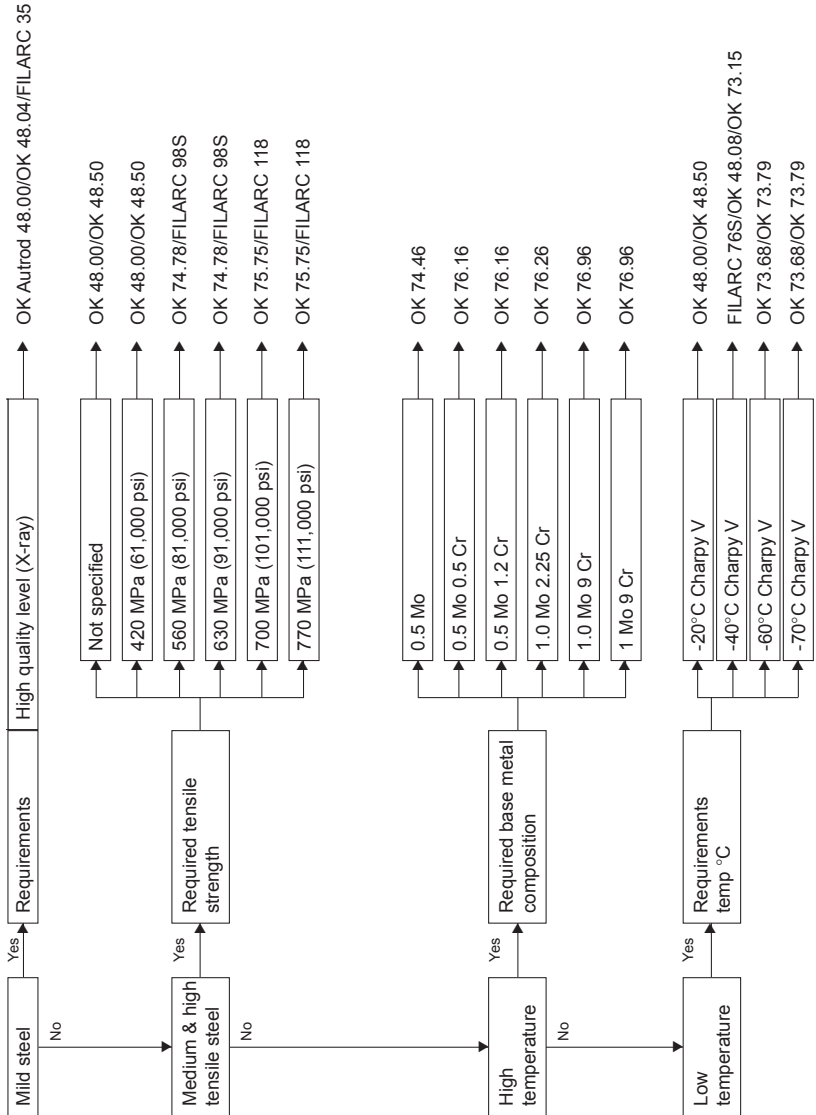 Mild steel
Yes
Requirements
High quality level (X-ray)
OK Autrod 48.00/OK 48.04/FILARC 35
No
Medium & high
tensile steel
Yes
Required tensile
strength
Not specified
OK 48.00/OK 48.50
420 MPa (61,000 psi)
OK 48.00/OK 48.50
560 MPa (81,000 psi)
OK 74.78/FILARC 98S
630 MPa (91,000 psi)
OK 74.78/FILARC 98S
700 MPa (101,000 psi)
OK 75.75/FILARC 118
770 MPa (111,000 psi)
OK 75.75/FILARC 118
No
High
temperature
Yes
Required base metal
composition
0.5 Mo
OK 74.46
0.5 Mo 0.5 Cr
OK 76.16
0.5 Mo 1.2 Cr
OK 76.16
1.0 Mo 2.25 Cr
OK 76.26
1.0 Mo 9 Cr
OK 76.96
1 Mo 9 Cr
OK 76.96
No
Low
temperature
Yes
Requirements
temp °C
-20°C Charpy V
OK 48.00/OK 48.50
-40°C Charpy V
FILARC 76S/OK 48.08/OK 73.15
-60°C Charpy V
OK 73.68/OK 73.79
-70°C Charpy V
OK 73.68/OK 73.79